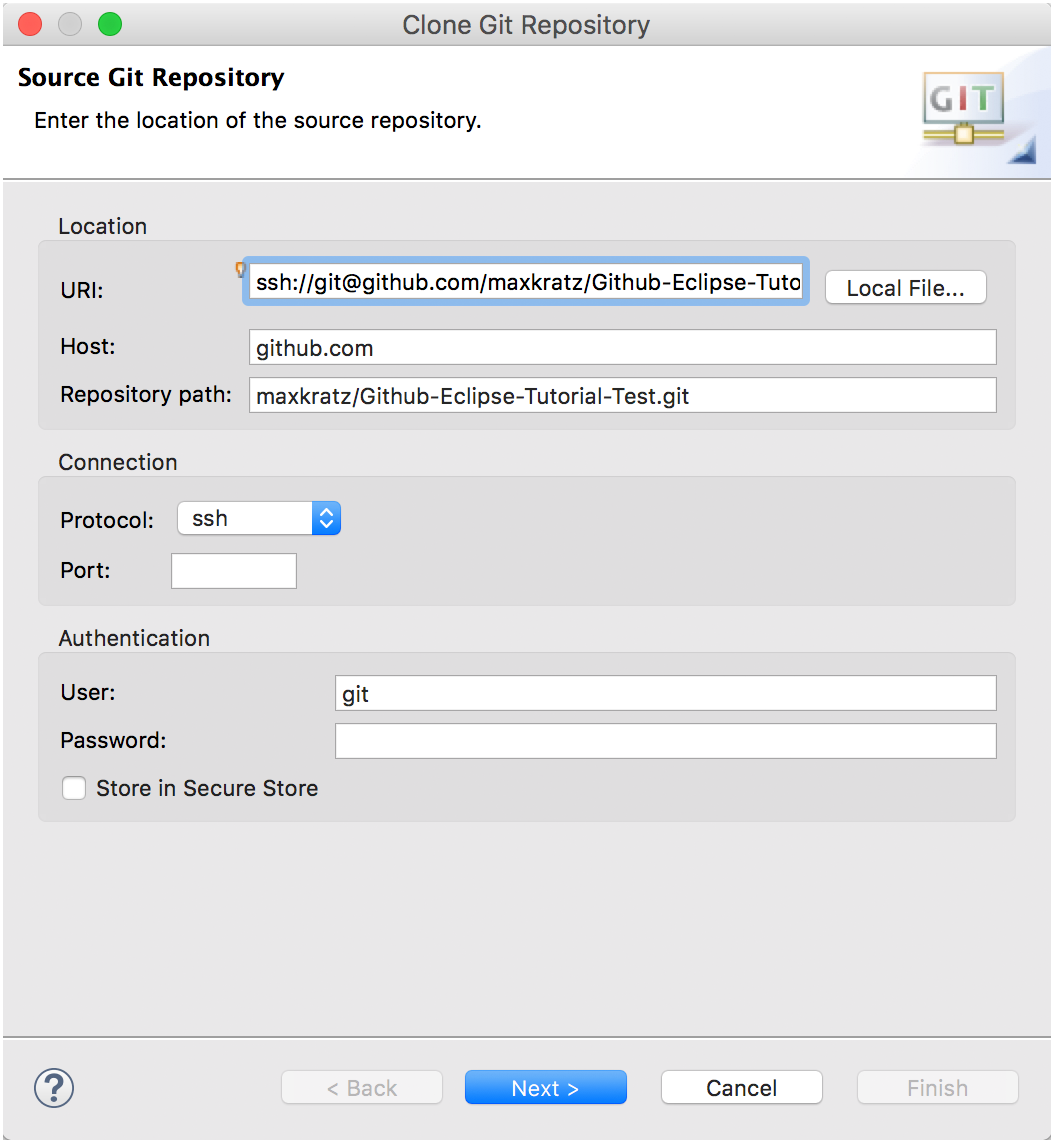 Clone Git Repository
Source Git Repository
Enter the location of the source repository.
GIT
Location
URI: ssh://git@github.com/maxkratz/Github-Eclipse-Tuto Local File...
Host: github.com
Repository path: maxkratz/Github-Eclipse-Tutorial-Test.git
Connection
Protocol: ssh
Port:
Authentication
User: git
Password:
Store in Secure Store
? < Back Next > Cancel Finish